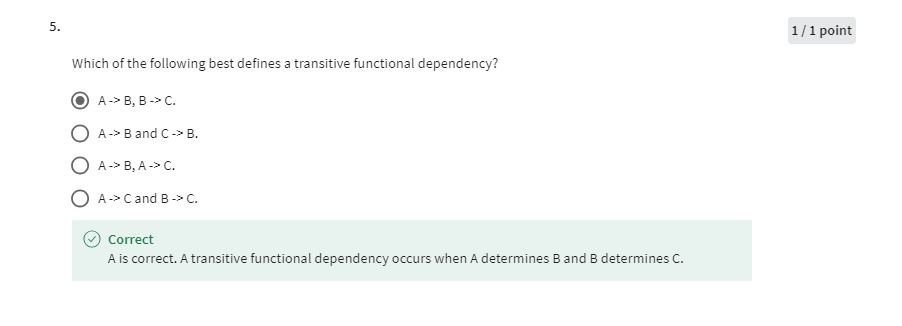 5.
1 / 1 point
Which of the following best defines a transitive functional dependency?
A -> B, B -> C.
A -> B and C -> B.
A -> B, A -> C.
A -> C and B -> C.
Correct
A is correct. A transitive functional dependency occurs when A determines B and B determines C.